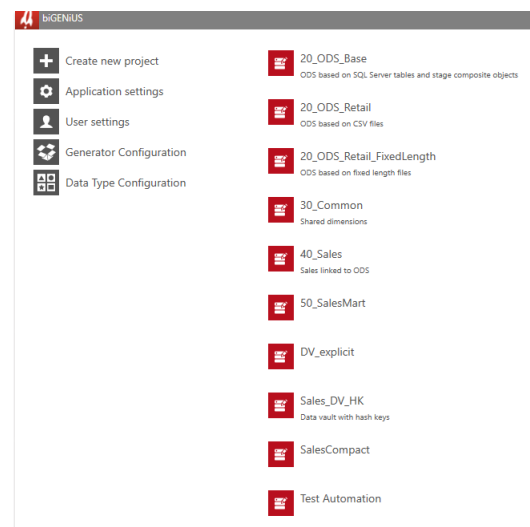 biGENiUS
Create new project
Application settings
User settings
Generator Configuration
Data Type Configuration
20_ODS_Base
ODS based on SQL Server tables and stage composite objects
20_ODS_Retail
ODS based on CSV files
20_ODS_Retail_FixedLength
ODS based on fixed length files
30_Common
Shared dimensions
40_Sales
Sales linked to ODS
50_SalesMart
DV_explicit
Sales_DV_HK
Data vault with hash keys
SalesCompact
Test Automation